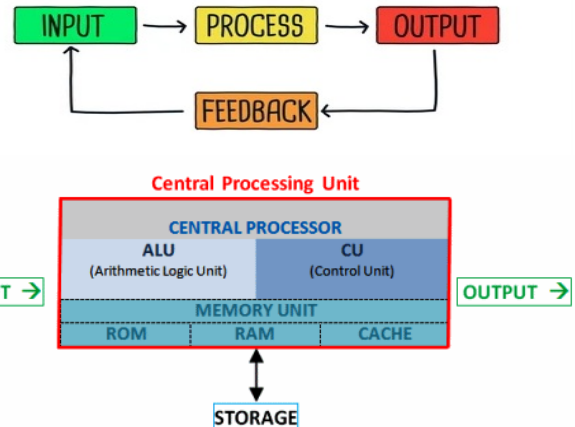 INPUT → PROCESS → OUTPUT
FEEDBACK
Central Processing Unit
CENTRAL PROCESSOR
ALU CU
(Arithmetic Logic Unit) (Control Unit)
T → OUTPUT →
MEMORY UNIT
ROM RAM CACHE
STORAGE